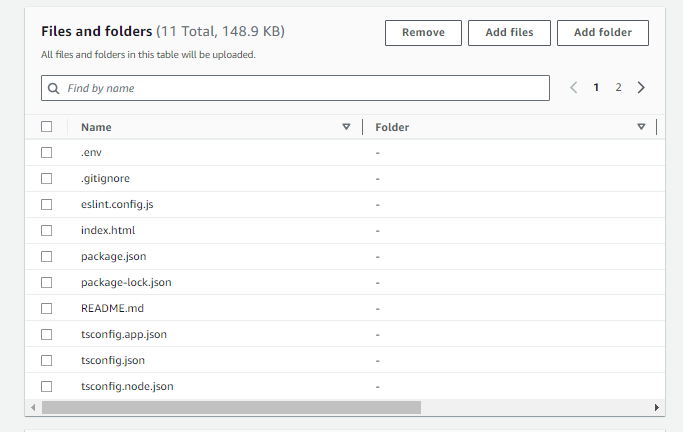 Files and folders (11 Total, 148.9 KB)
Remove
Add files
Add folder
All files and folders in this table will be uploaded.
Find by name
1 2
Name Folder
.env -
.gitignore -
eslint.config.js -
index.html -
package.json -
package-lock.json -
README.md -
tsconfig.app.json -
tsconfig.json -
tsconfig.node.json -